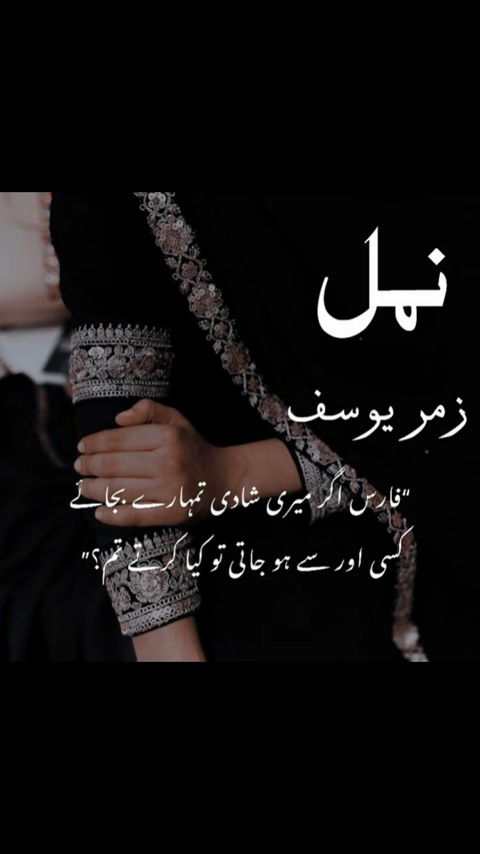 نمل
زمر یوسف
"فارس اگر میری شادی تمہارے بجائے
کسی اور سے ہو جاتی تو کیا کرتے تم؟"